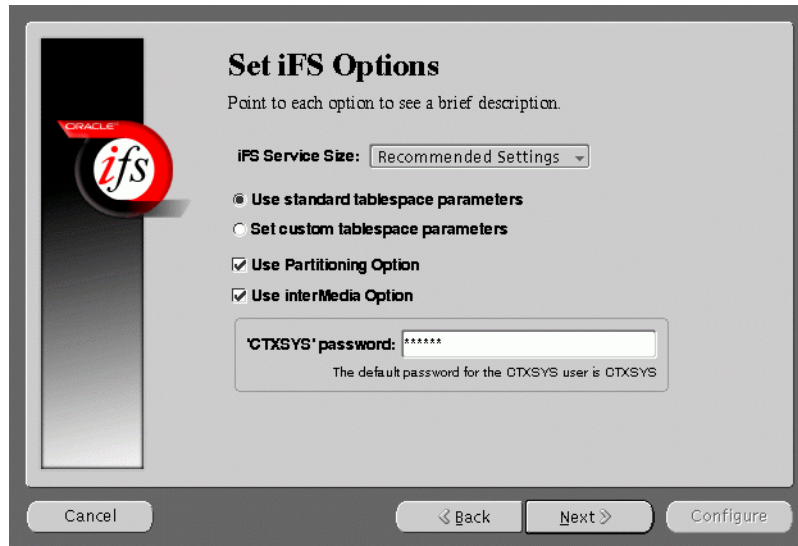 Set iFS Options
Point to each option to see a brief description.
ORACLE
ifs
iFS Service Size: Recommended Settings
Use standard tablespace parameters
Set custom tablespace parameters
Use Partitioning Option
Use interMedia Option
'CTXSYS' password: ******
The default password for the CTXSYS user is CTXSYS
Cancel Back Next Configure